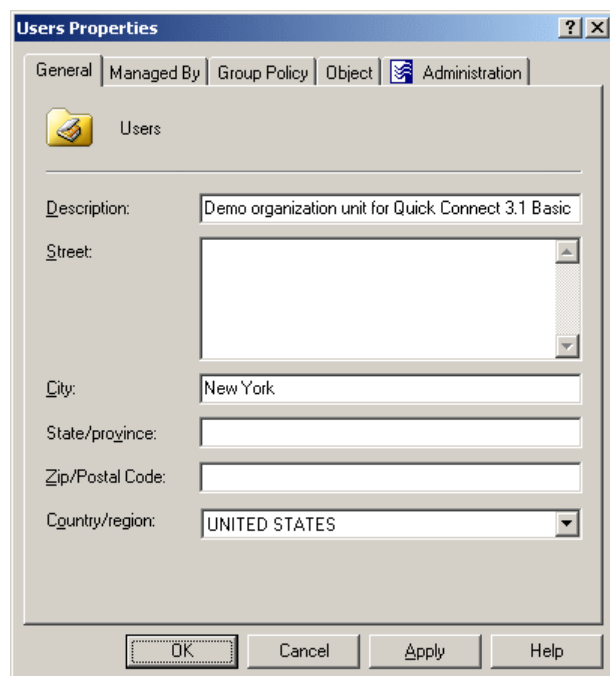 Users Properties
General Managed By Group Policy Object Administration
Users
Description: Demo organization unit for Quick Connect 3.1 Basic
Street:
City: New York
State/province:
Zip/Postal Code:
Country/region: UNITED STATES
OK Cancel Apply Help